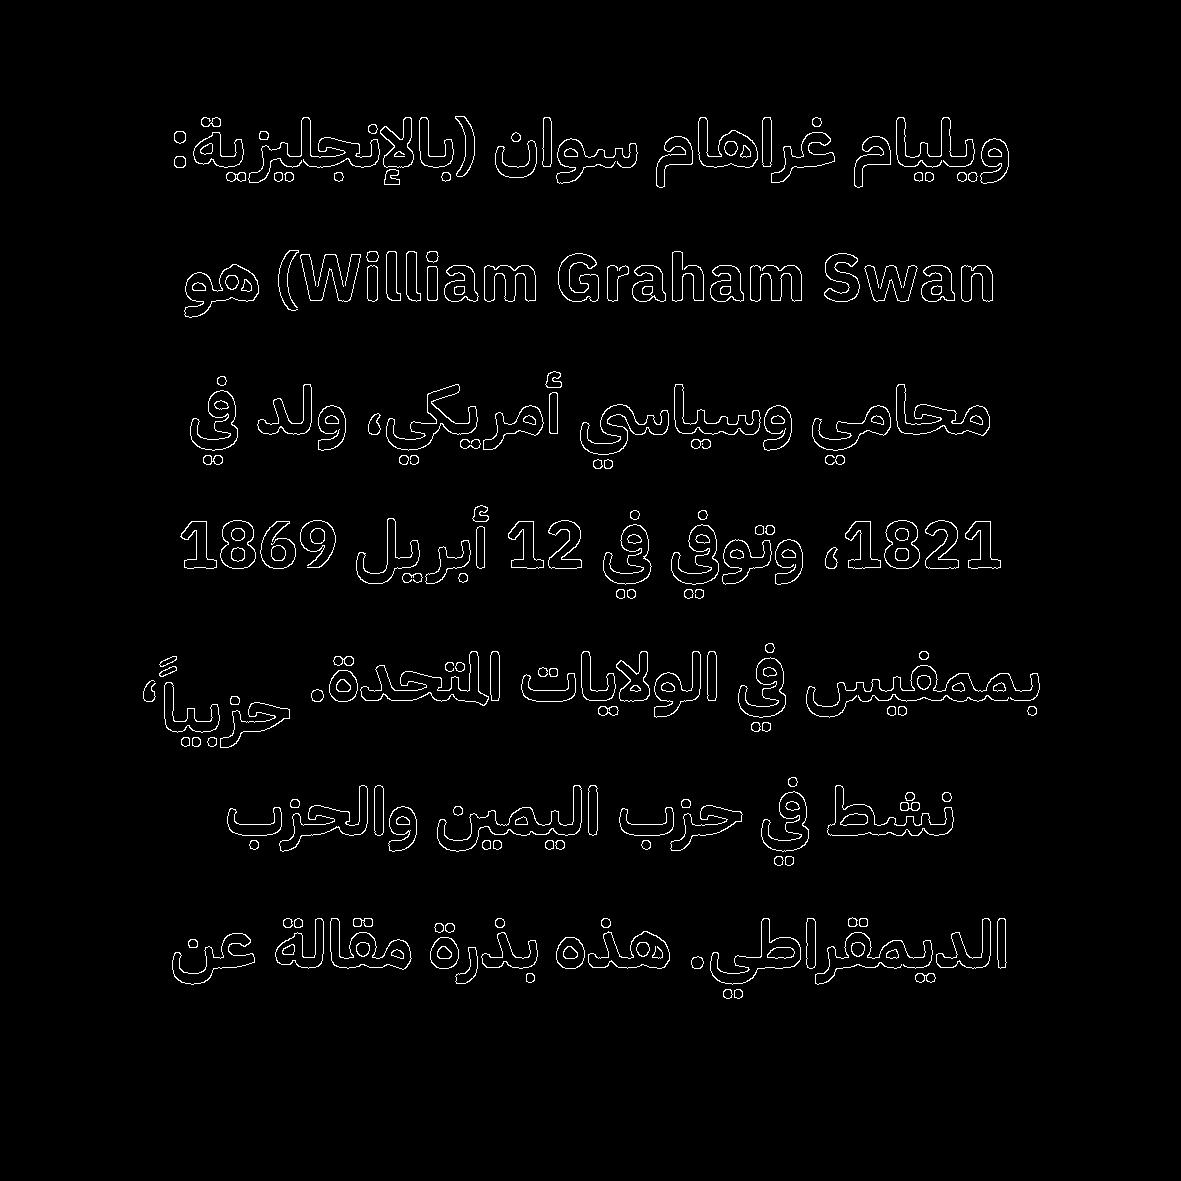 ويليام غراهام سوان (بالإنجليزية:
William Graham Swan) هو
محامي وسياسي أمريكي، ولد في
1821، وتوفي في 12 أبريل 1869
بممفيس في الولايات المتحدة. حزبياً،
نشط في حزب اليمين والحزب
الديمقراطي. هذه بذرة مقالة عن